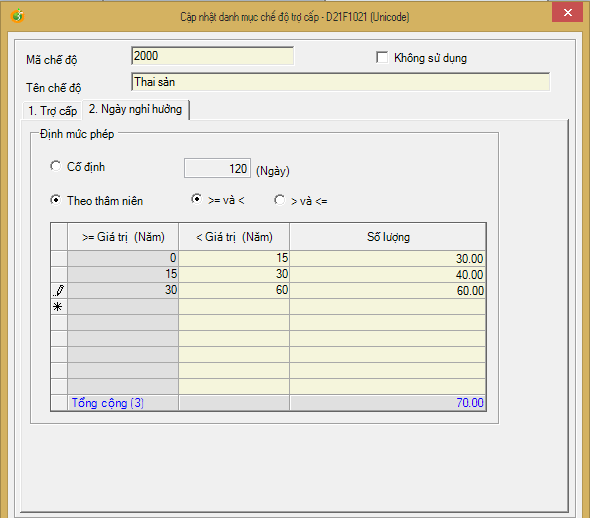 Cập nhật danh mục chế độ trợ cấp - D21F1021 (Unicode)
Mã chế độ 2000 Không sử dụng
Tên chế độ Thai sản
1. Trợ cấp 2. Ngày nghỉ hưởng
Định mức phép
Cố định 120 (Ngày)
Theo thâm niên >= và < > và <=
>= Giá trị (Năm) < Giá trị (Năm) Số lượng
0 15 30.00
15 30 40.00
30 60 60.00
Tổng cộng (3) 70.00